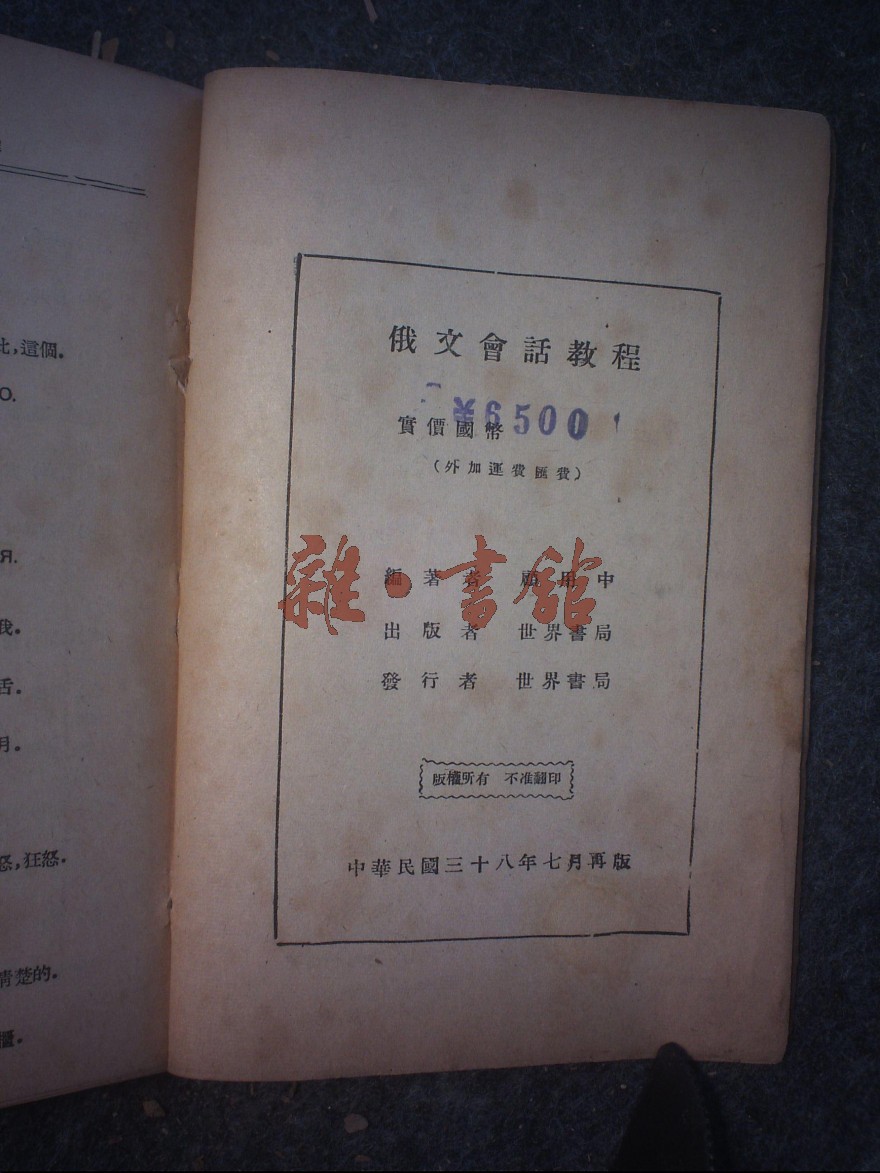 比,這個。
我。
舌。
月。
怒,狂怒。
清楚的。
櫃。
俄文會話教程
¥6500
實價國幣
(外加運費匯費)
編著者 顧用中
出版者 世界書局
發行者 世界書局
版權所有 不准翻印
中華民國三十八年七月再版
雜·書館